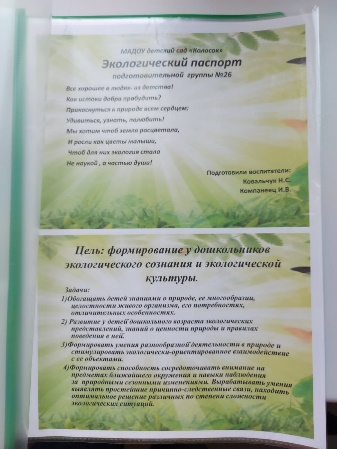 МАДОУ детский сад «Колосок»
Экологический паспорт
подготовительной группы №26
Все хорошее в людях- из детства!
Как истоки добра пробудить?
Прикоснуться к природе всем сердцем:
Удивиться, узнать, полюбить!
Мы хотим чтоб земля расцветала,
И росли как цветы малыши,
Чтоб для них экология стала
Не наукой , а частью души!
Подготовили воспитатели:
Ковальчук Н.С.
Компаниец И.В.
Цель: формирование у дошкольников
экологического сознания и экологической
культуры.
Задачи:
1)Обогащать детей знаниями о природе, ее многообразии,
целостности живого организма, его потребностях,
отличительных особенностях.
2) Развитие у детей дошкольного возраста экологических
представлений, знаний о ценности природы и правилах
поведения в ней.
3)Формировать умения разнообразной деятельности в природе и
стимулировать экологически-ориентированное взаимодействие
с ее объектами.
4)Формировать способность сосредотачивать внимание на
предметах ближайшего окружения и навыки наблюдения
за природными сезонными изменениями. Вырабатывать умения
выявлять простейшие причинно-следственные связи, находить
оптимальное решение различных по степени сложности
экологических ситуаций.